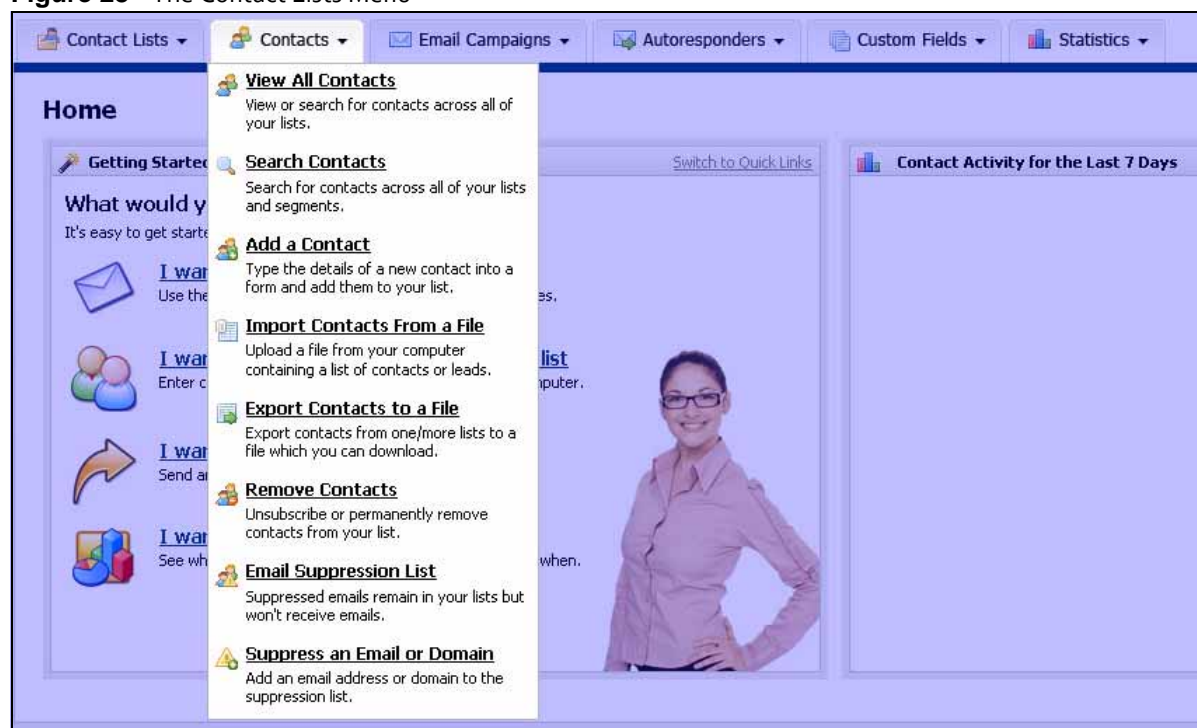 Contact Lists
Contacts
Email Campaigns
Autoresponders
Custom Fields
Statistics
Home
Getting Started
Switch to Quick Links
What would y
It's easy to get starte
I wan
Use the
es.
I wan
list
Enter c
puter.
I wan
Send an
I wan
See wh
when.
View All Contacts
View or search for contacts across all of
your lists.
Search Contacts
Search for contacts across all of your lists
and segments.
Add a Contact
Type the details of a new contact into a
form and add them to your list.
Import Contacts From a File
Upload a file from your computer
containing a list of contacts or leads.
Export Contacts to a File
Export contacts from one/more lists to a
file which you can download.
Remove Contacts
Unsubscribe or permanently remove
contacts from your list.
Email Suppression List
Suppressed emails remain in your lists but
won't receive emails.
Suppress an Email or Domain
Add an email address or domain to the
suppression list.
Contact Activity for the Last 7 Days